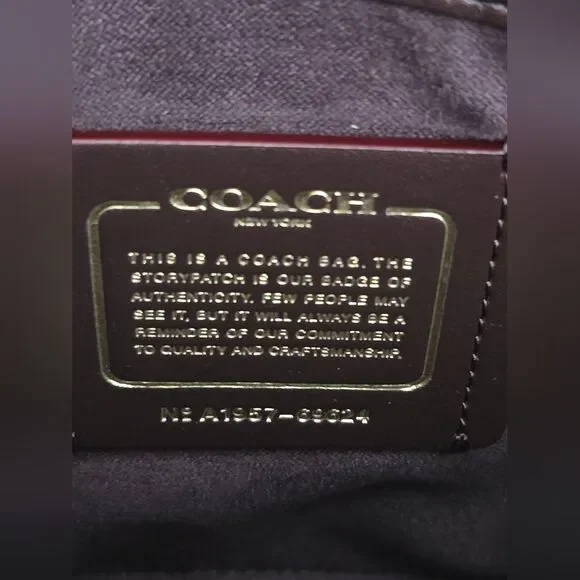 COACH
NEW YORK
THIS IS A COACH BAG. THE
STORYPATCH IS OUR BADGE OF
AUTHENTICITY. FEW PEOPLE MAY
SEE IT, BUT IT WILL ALWAYS BE A
REMINDER OF OUR COMMITMENT
TO QUALITY AND CRAFTSMANSHIP.
Nº A1957-69624